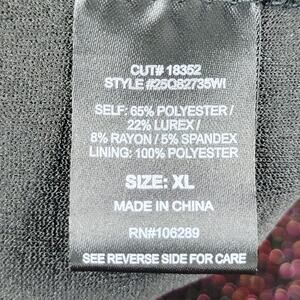 CUT# 18352
STYLE #25Q82735WI
SELF: 65% POLYESTER /
22% LUREX /
8% RAYON / 5% SPANDEX
LINING: 100% POLYESTER
SIZE: XL
MADE IN CHINA
RN#106289
SEE REVERSE SIDE FOR CARE